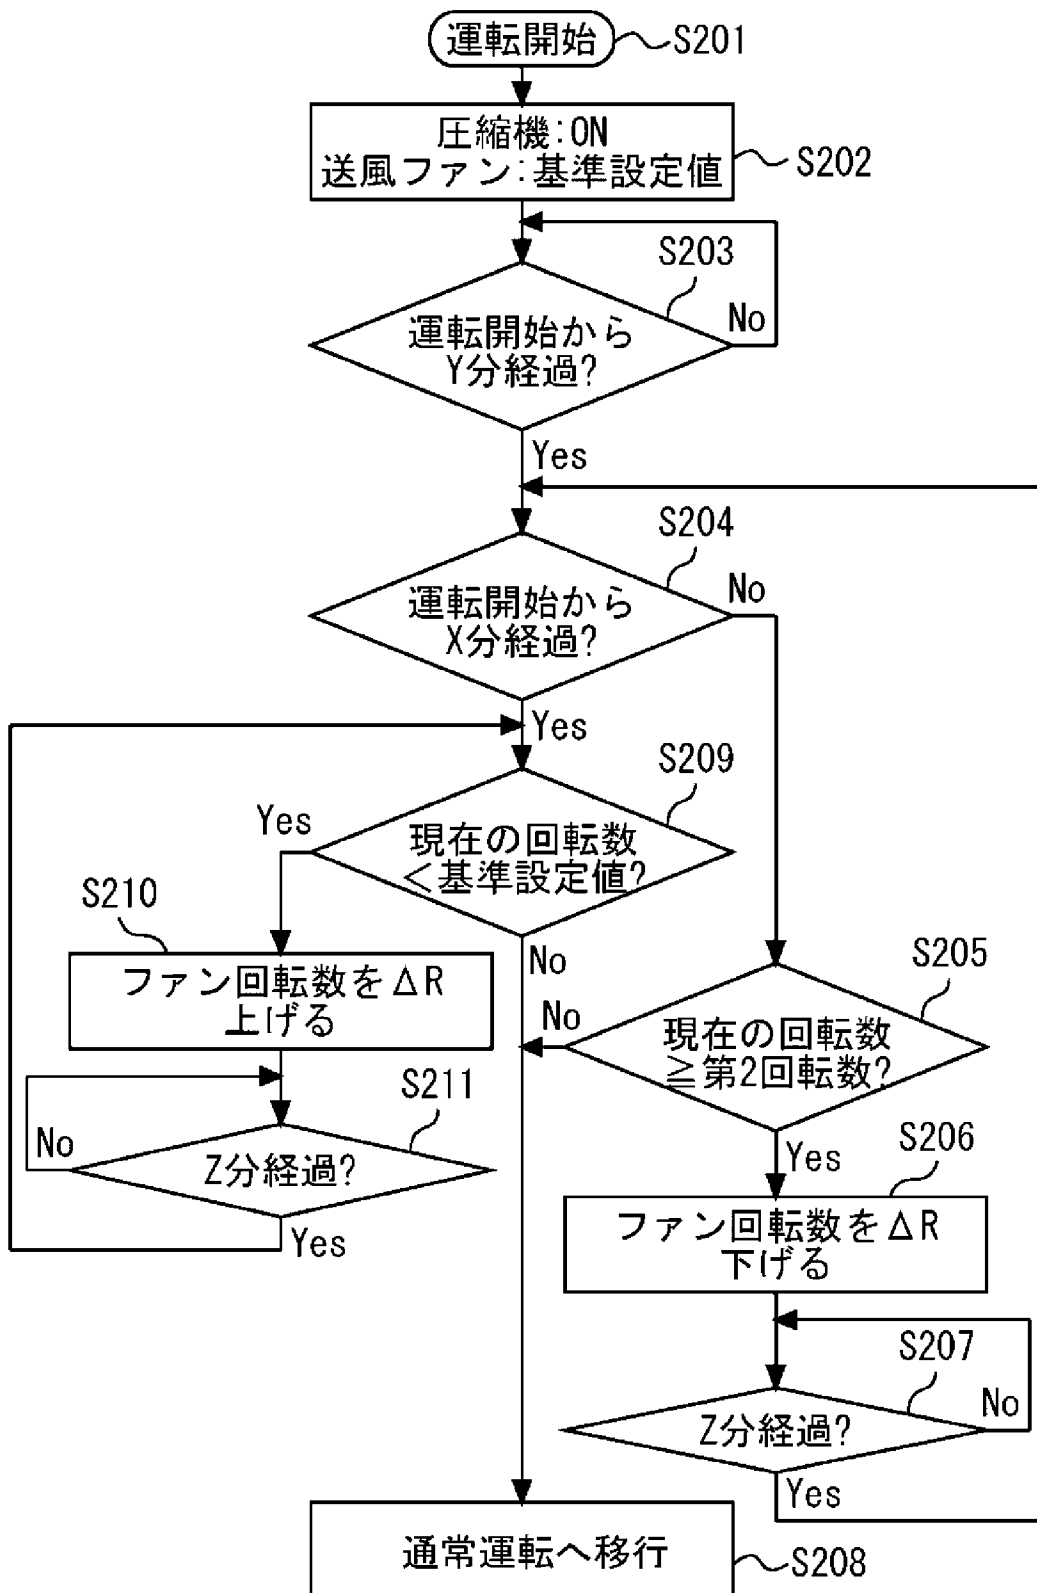 運転開始
S201
圧縮機:ON
送風ファン:基準設定値
S202
S203
運転開始から
Y分経過?
No
Yes
S204
運転開始から
X分経過?
No
Yes
S209
現在の回転数
<基準設定値?
Yes
No
S210
ファン回転数をΔR
上げる
S211
Z分経過?
No
Yes
S205
現在の回転数
≧第2回転数?
No
Yes
S206
ファン回転数をΔR
下げる
S207
Z分経過?
No
Yes
通常運転へ移行
S208